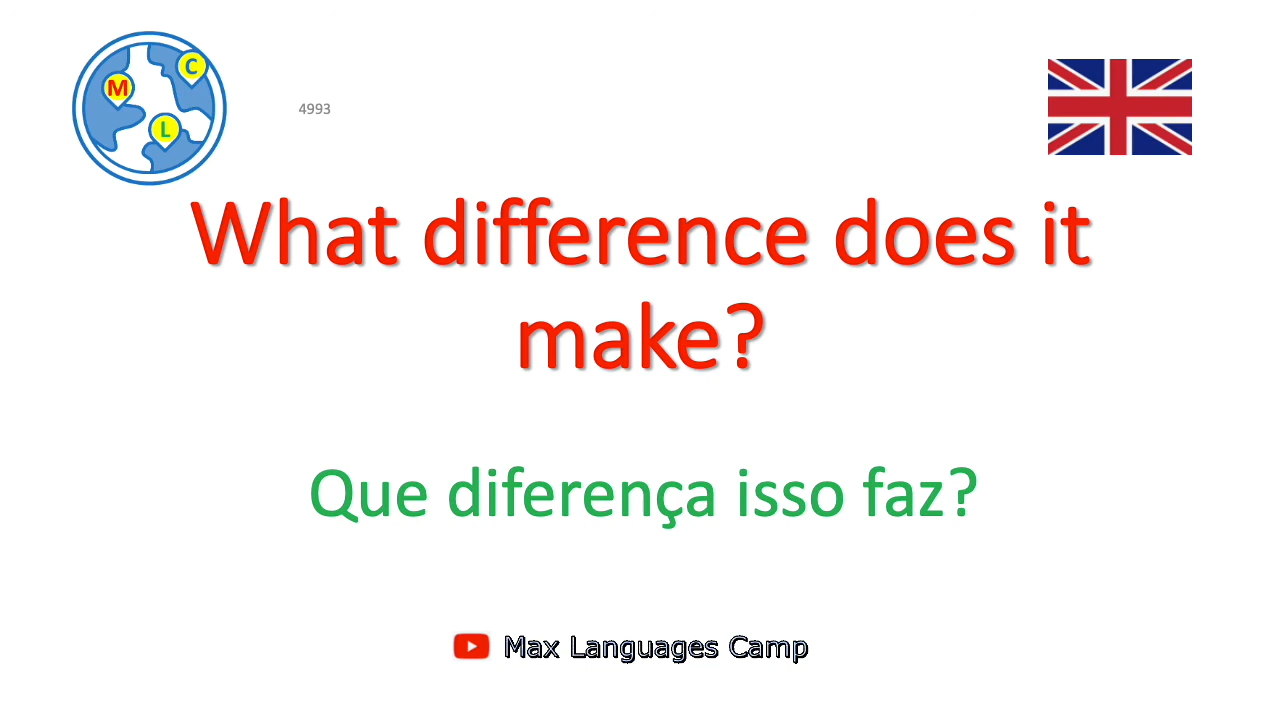 C
M
L
4993
What difference does it
make?
Que diferença isso faz?
Max Languages Camp